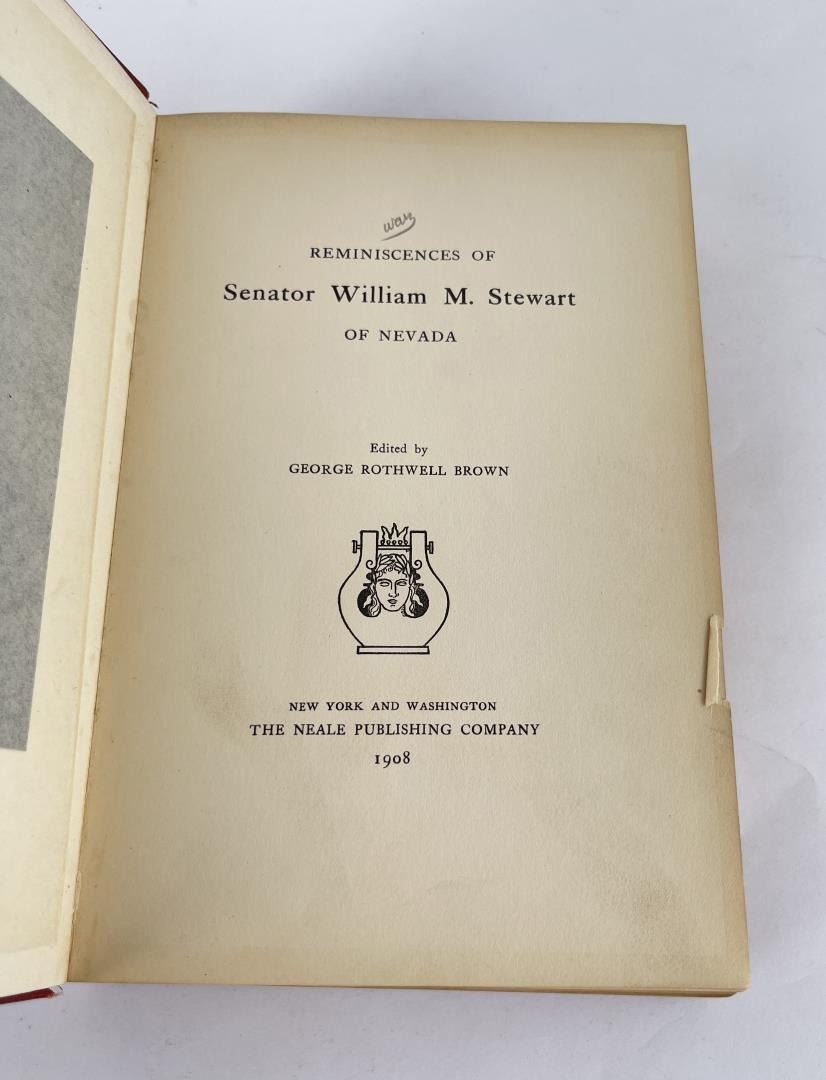 REMINISCENCES OF
Senator William M. Stewart
OF NEVADA
Edited by
GEORGE ROTHWELL BROWN
NEW YORK AND WASHINGTON
THE NEALE PUBLISHING COMPANY
1908